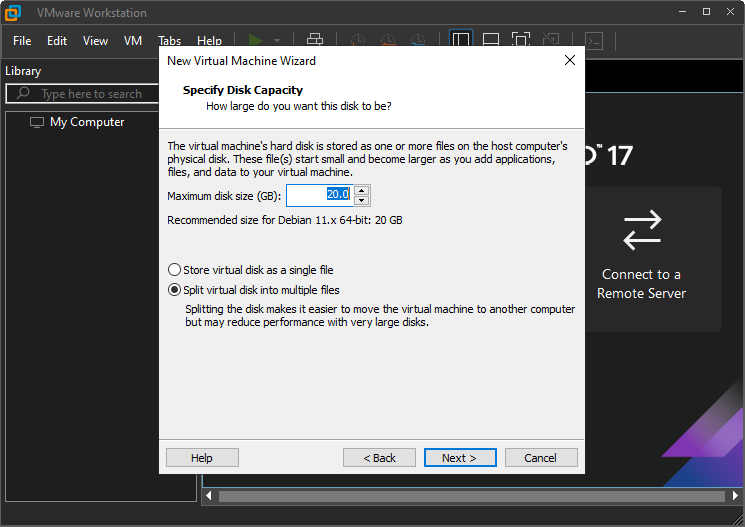 VMware Workstation
File Edit View VM Tabs Help
Library
Type here to search
My Computer
New Virtual Machine Wizard
Specify Disk Capacity
How large do you want this disk to be?
The virtual machine's hard disk is stored as one or more files on the host computer's
physical disk. These file(s) start small and become larger as you add applications,
files, and data to your virtual machine.
Maximum disk size (GB): 20.0
Recommended size for Debian 11.x 64-bit: 20 GB
Store virtual disk as a single file
Split virtual disk into multiple files
Splitting the disk makes it easier to move the virtual machine to another computer
but may reduce performance with very large disks.
Help < Back Next > Cancel
17
Connect to a
Remote Server